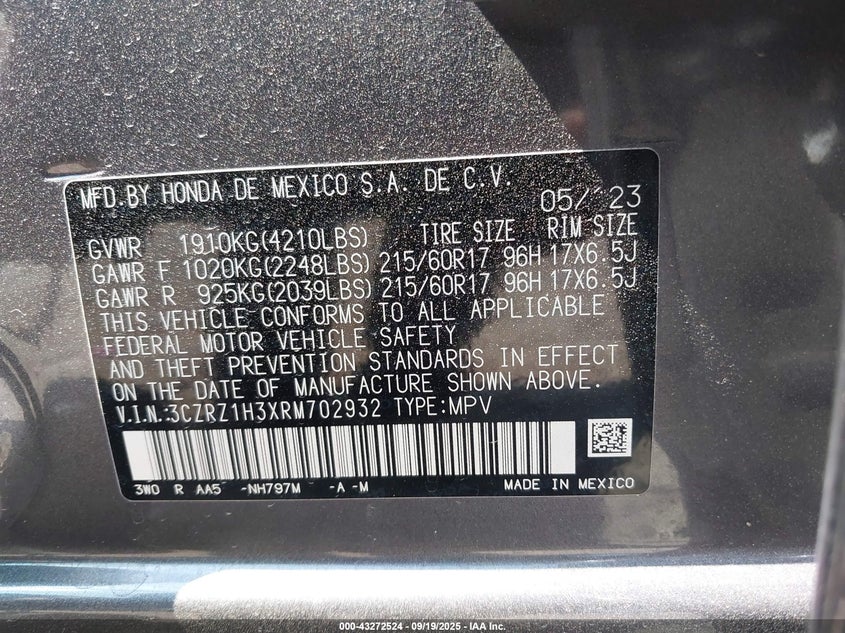 MFD.BY HONDA DE MEXICO S.A. DE C.V. 05/ 23
GVWR 1910KG(4210LBS) TIRE SIZE RIM SIZE
GAWR F 1020KG(2248LBS) 215/60R17 96H 17X6.5J
GAWR R 925KG(2039LBS) 215/60R17 96H 17X6.5J
THIS VEHICLE CONFORMS TO ALL APPLICABLE
FEDERAL MOTOR VEHICLE SAFETY
AND THEFT PREVENTION STANDARDS IN EFFECT
ON THE DATE OF MANUFACTURE SHOWN ABOVE.
V.I.N.:3CZRZ1H3XRM702932 TYPE:MPV
3W0 R AA5 -NH797M -A -M MADE IN MEXICO
000-43272524 - 09/19/2025 - IAA Inc.